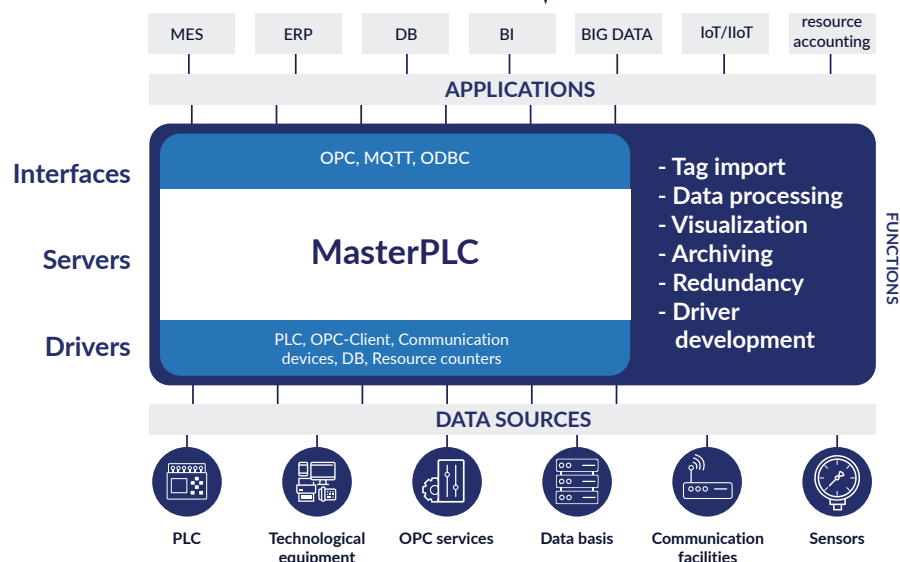 MES
ERP
DB
BI
BIG DATA
IoT/IIoT
resource
accounting
APPLICATIONS
Interfaces
OPC, MQTT, ODBC
Servers
MasterPLC
Drivers
PLC, OPC-Client, Communication
devices, DB, Resource counters
- Tag import
- Data processing
- Visualization
- Archiving
- Redundancy
- Driver
development
FUNCTIONS
DATA SOURCES
PLC
Technological
equipment
OPC services
Data basis
Communication
facilities
Sensors